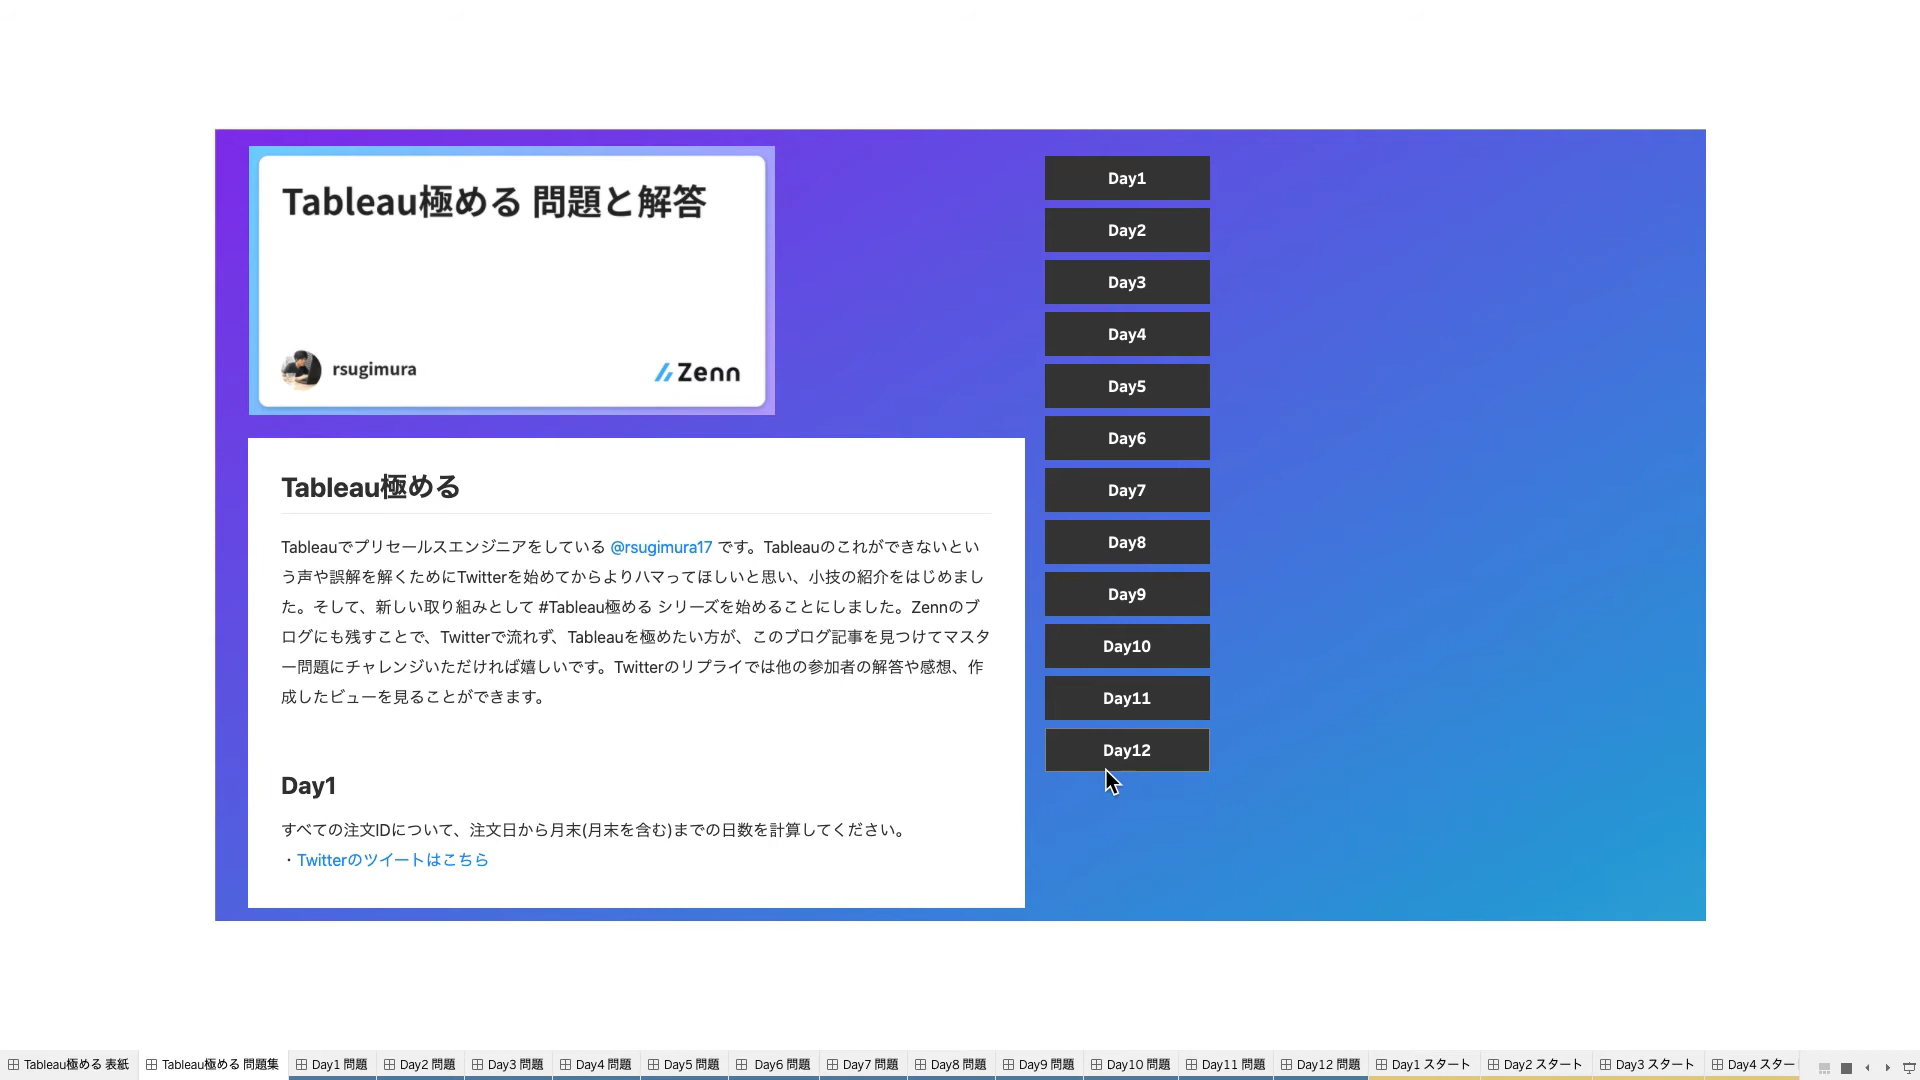 Tableau極める 問題と解答
rsugimura
Zenn
Tableau極める
Tableauでプリセールスエンジニアをしている @rsugimura17 です。Tableauのこれができないとい
う声や誤解を解くためにTwitterを始めてからよりハマってほしいと思い、小技の紹介をはじめまし
た。そして、新しい取り組みとして #Tableau極める シリーズを始めることにしました。Zennのブ
ログにも残すことで、Twitterで流れず、Tableauを極めたい方が、このブログ記事を見つけてマスタ
ー問題にチャレンジいただければ嬉しいです。Twitterのリプライでは他の参加者の解答や感想、作
成したビューを見ることができます。
Day1
すべての注文IDについて、注文日から月末(月末を含む)までの日数を計算してください。
・Twitterのツイートはこちら
Day1
Day2
Day3
Day4
Day5
Day6
Day7
Day8
Day9
Day10
Day11
Day12
Tableau極める 表紙
Tableau極める 問題集
Day1 問題
Day2 問題
Day3 問題
Day4 問題
Day5 問題
Day6 問題
Day7 問題
Day8 問題
Day9 問題
Day10 問題
Day11 問題
Day12 問題
Day1 スタート
Day2 スタート
Day3 スタート
Day4 スター